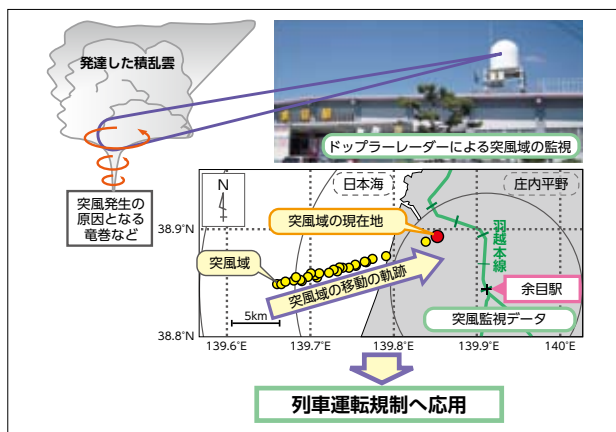 発達した積乱雲
突風発生の
原因となる
竜巻など
ドップラーレーダーによる突風域の監視
N
日本海
庄内平野
突風域の現在地
38.9°N
突風域
羽越本線
突風域の移動の軌跡
余目駅
5km
突風監視データ
38.8°N
139.6°E
139.7°E
139.8°E
139.9°E
140°E
列車運転規制へ応用